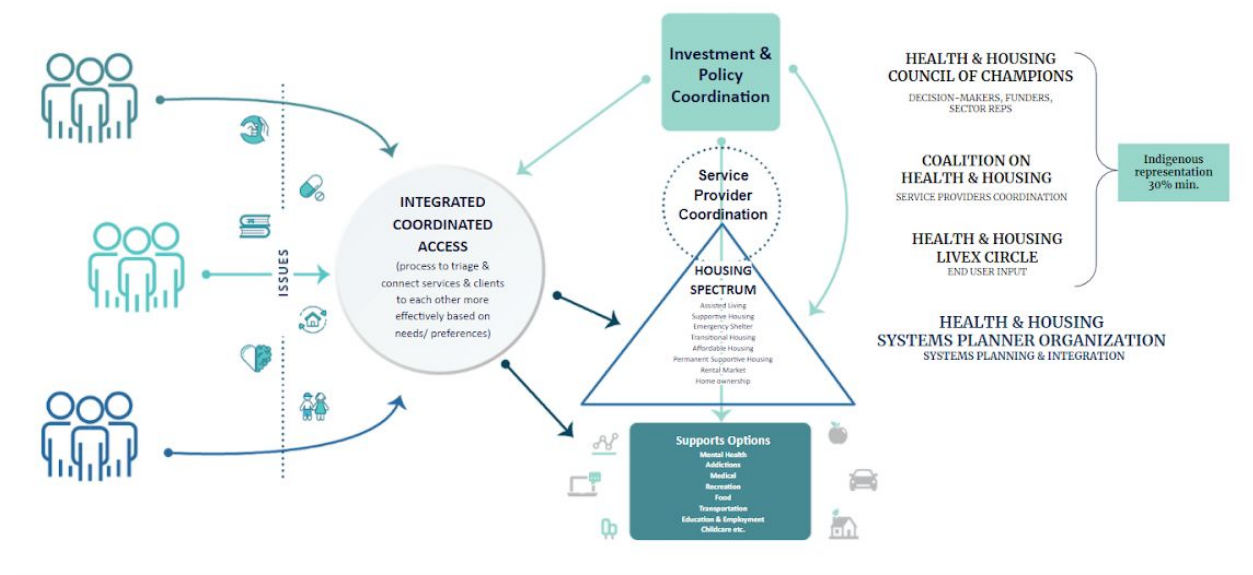 ISSUES
INTEGRATED
COORDINATED
ACCESS
(process to triage &
connect services & clients
to each other more
effectively based on
needs/ preferences)
Investment &
Policy
Coordination
Service
Provider
Coordination
HOUSING
SPECTRUM
Assisted Living
Supportive Housing
Emergency Shelter
Transitional Housing
Affordable Housing
Permanent Supportive Housing
Rental Market
Home ownership
Supports Options
Mental Health
Addictions
Medical
Recreation
Food
Transportation
Education & Employment
Childcare etc.
HEALTH & HOUSING
COUNCIL OF CHAMPIONS
DECISION-MAKERS, FUNDERS,
SECTOR REPS
COALITION ON
HEALTH & HOUSING
SERVICE PROVIDERS COORDINATION
HEALTH & HOUSING
LIVEX CIRCLE
END USER INPUT
Indigenous
representation
30% min.
HEALTH & HOUSING
SYSTEMS PLANNER ORGANIZATION
SYSTEMS PLANNING & INTEGRATION